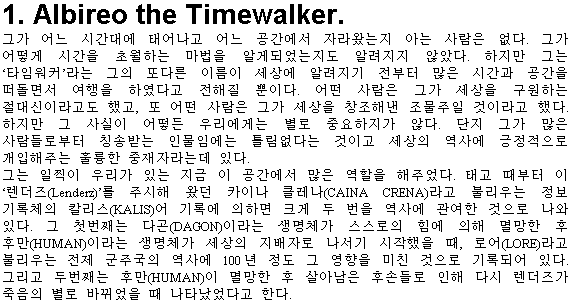 1. Albireo the Timewalker.
그가 어느 시간대에 태어나고 어느 공간에서 자라왔는지 아는 사람은 없다. 그가
어떻게 시간을 초월하는 마법을 알게되었는지도 알려지지 않았다. 하지만 그는
‘타임워커’라는 그의 또다른 이름이 세상에 알려지기 전부터 많은 시간과 공간을
떠돌면서 여행을 하였다고 전해질 뿐이다. 어떤 사람은 그가 세상을 구원하는
절대신이라고도 했고, 또 어떤 사람은 그가 세상을 창조해낸 조물주일 것이라고 했다.
하지만 그 사실이 어떻든 우리에게는 별로 중요하지가 않다. 단지 그가 많은
사람들로부터 칭송받는 인물임에는 틀림없다는 것이고 세상의 역사에 긍정적으로
개입해주는 훌륭한 중재자라는데 있다.
그는 일찍이 우리가 있는 지금 이 공간에서 많은 역할을 해주었다. 태고 때부터 이
‘렌더즈(Lenderz)’를 주시해 왔던 카이나 클레나(CAINA CRENA)라고 불리우는 정보
기록체의 칼리스(KALIS)어 기록에 의하면 크게 두 번을 역사에 관여한 것으로 나와
있다. 그 첫번째는 다곤(DAGON)이라는 생명체가 스스로의 힘에 의해 멸망한 후
후만(HUMAN)이라는 생명체가 세상의 지배자로 나서기 시작했을 때, 로어(LORE)라고
불리우는 전제 군주국의 역사에 100년 정도 그 영향을 미친 것으로 기록되어 있다.
그리고 두번째는 후만(HUMAN)이 멸망한 후 살아남은 후손들로 인해 다시 렌더즈가
죽음의 별로 바뀌었을 때 나타났었다고 한다.